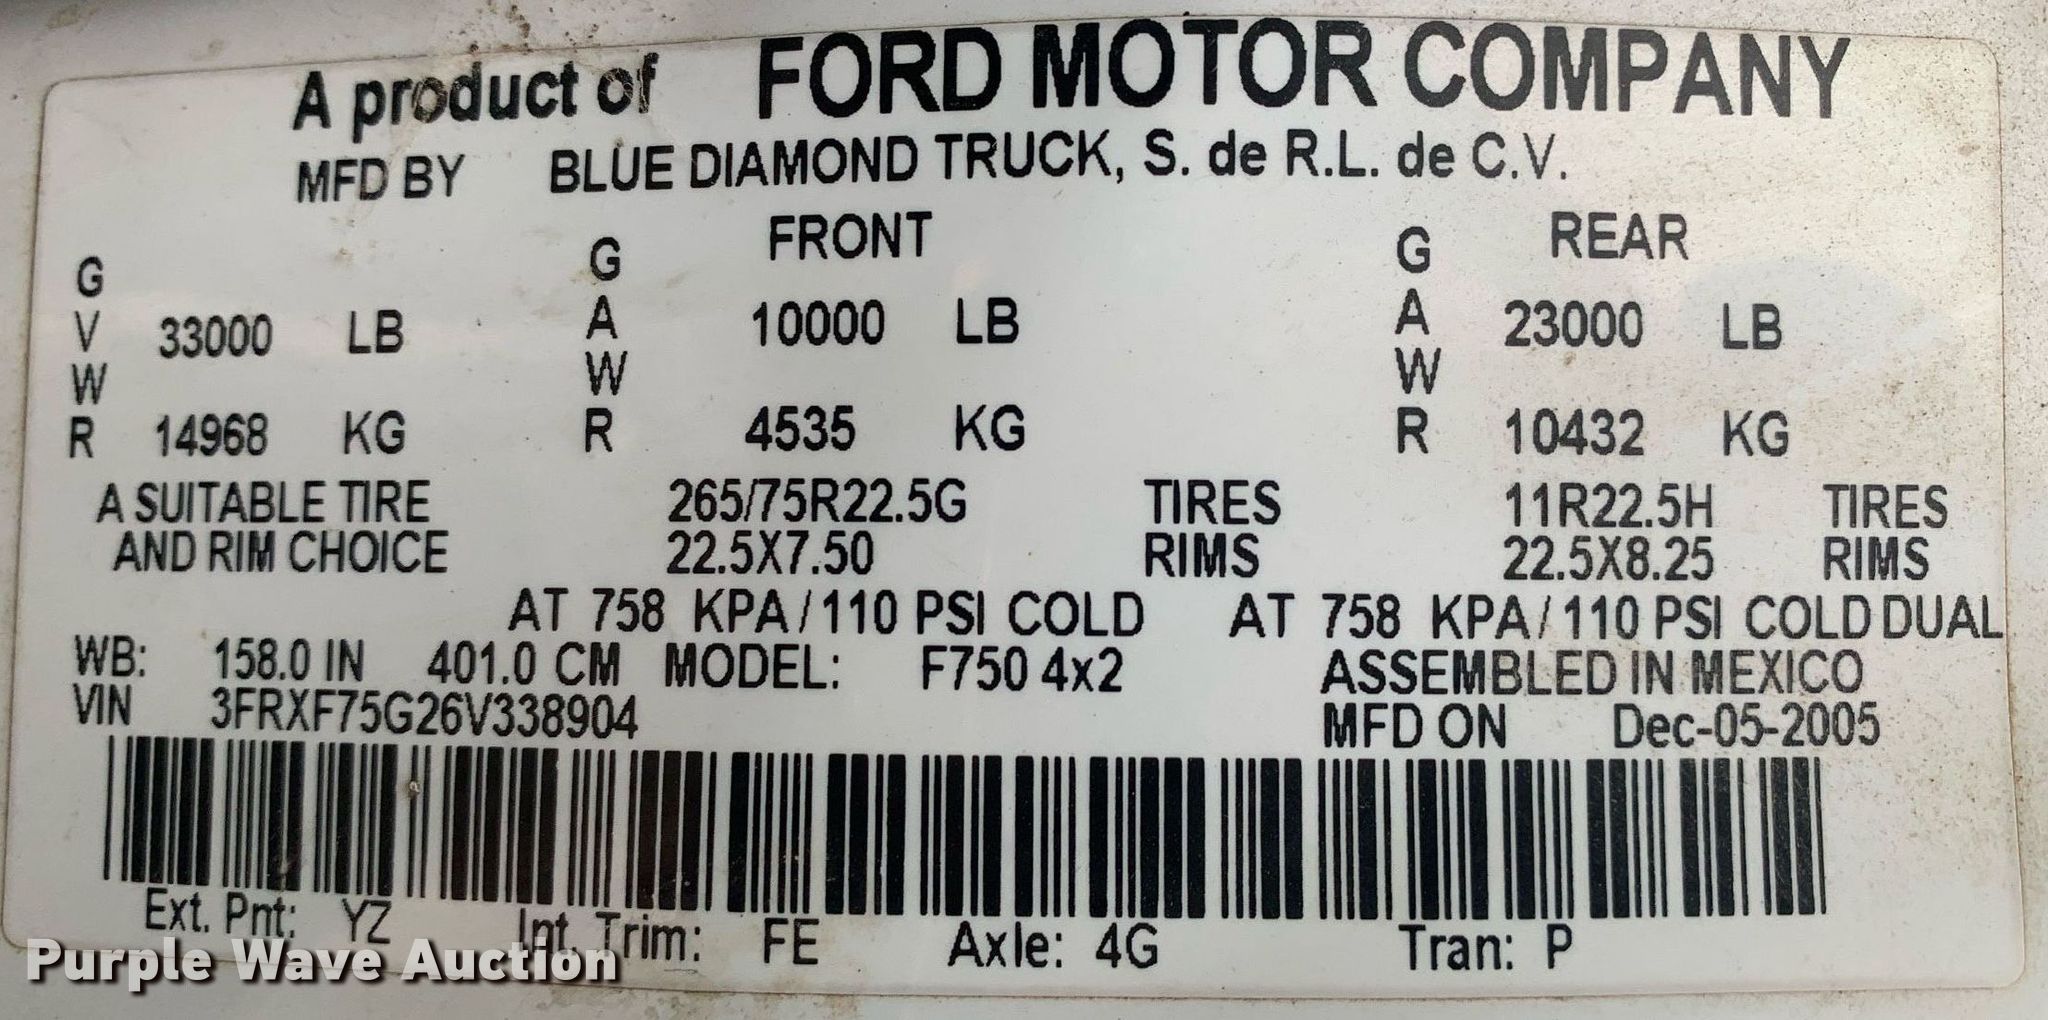 A product of FORD MOTOR COMPANY
MFD BY BLUE DIAMOND TRUCK, S. de R.L. de C.V.
FRONT REAR
GVWR 33000 LB GAWR 10000 LB GAWR 23000 LB
14968 KG 4535 KG 10432 KG
A SUITABLE TIRE 265/75R22.5G TIRES 11R22.5H TIRES
AND RIM CHOICE 22.5X7.50 RIMS 22.5X8.25 RIMS
AT 758 KPA/110 PSI COLD AT 758 KPA/110 PSI COLD DUAL
WB: 158.0 IN 401.0 CM MODEL: F750 4x2 ASSEMBLED IN MEXICO
VIN 3FRXF75G26V338904 MFD ON Dec-05-2005
Ext. Pnt: YZ Int. Trim: FE Axle: 4G Tran: P
Purple Wave Auction